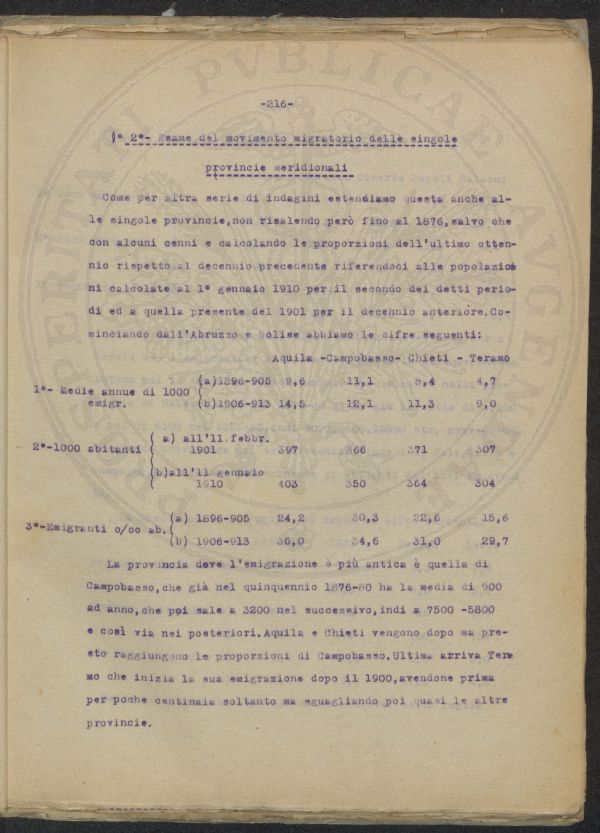 -216-
§° 2°- Esame del movimento migratorio delle singole
provincie meridionali
Come per altra serie di indagini estendiamo questa anche al-
le singole provincie,non risalendo però fino al 1876,salvo che
con alcuni cenni e calcolando le proporzioni dell'ultimo otten-
nio rispetto al decennio precedente riferendoci alle popolazio
ni calcolate al 1° gennaio 1910 per il secondo dei detti perio-
di ed a quella presente del 1901 per il decennio anteriore.Co-
minciando dall'Abruzzo e Molise abbiamo le cifre seguenti:
Aquila -Campobasso- Chieti - Teramo
1°- Medie annue di 1000 emigr.
(a)1896-905 9,6 11,1 8,4 4,7
(b)1906-913 14,5 12,1 11,3 9,0
2°-1000 abitanti
a) all'11 febbr.
1901 397 366 371 307
(b)all'11 gennaio
1910 403 350 364 304
3°-Emigranti o/oo ab.
(a) 1896-905 24,2 30,3 22,6 15,6
(b) 1906-913 36,0 34,6 31,0 29,7
La provincia dove l'emigrazione è più antica è quella di
Campobasso,che già nel quinquennio 1876-80 ha la media di 900
ad anno,che poi sale a 3200 nel successivo,indi a 7500 -5800
e così via nei posteriori.Aquila e Chieti vengono dopo ma pre-
sto raggiungono le proporzioni di Campobasso.Ultima arriva Tera
mo che inizia la sua emigrazione dopo il 1900,avendone prima
per poche centinaia soltanto ma eguagliando poi quasi le altre
provincie.